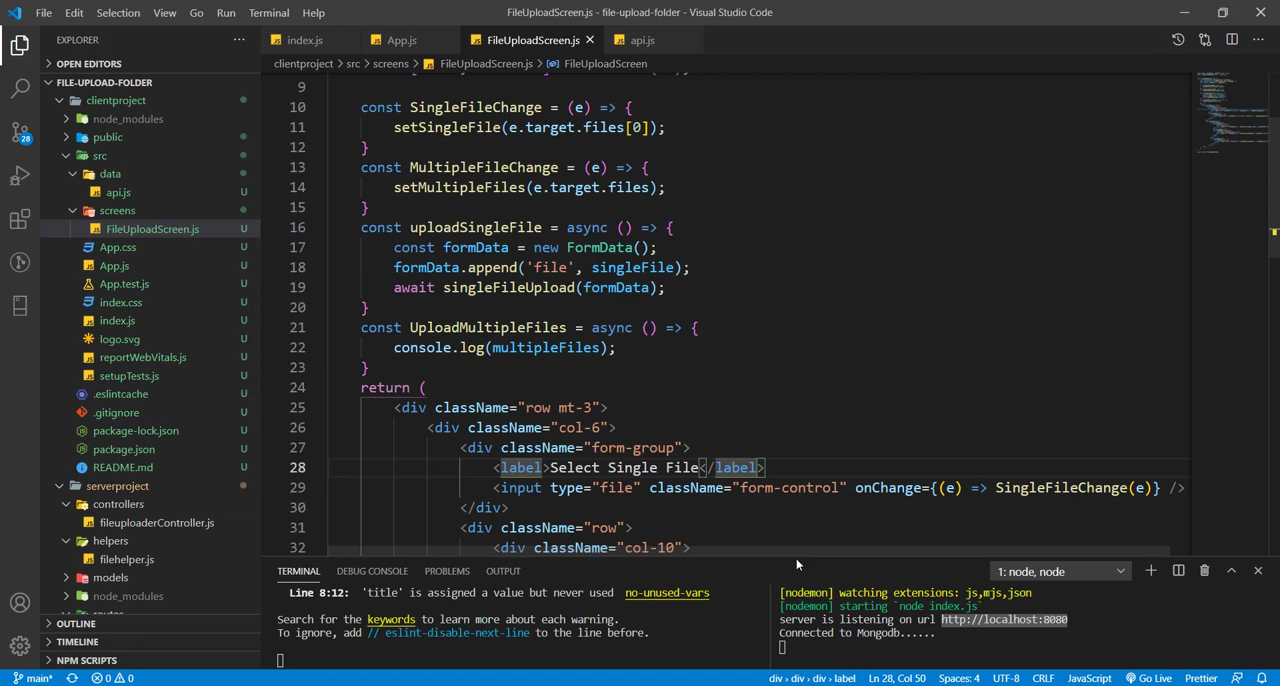 File Edit Selection View Go Run Terminal Help
FileUploadScreen.js - file-upload-folder - Visual Studio Code
EXPLORER
index.js App.js FileUploadScreen.js api.js
OPEN EDITORS
clientproject > src > screens > FileUploadScreen.js > FileUploadScreen
FILE-UPLOAD-FOLDER
clientproject
node_modules
public
src
data
api.js U
screens
FileUploadScreen.js U
App.css U
App.js U
App.test.js U
index.css U
index.js U
logo.svg U
reportWebVitals.js U
setupTests.js U
.eslintcache U
.gitignore U
package-lock.json U
package.json U
README.md U
serverproject
controllers
fileuploaderController.js U
helpers
filehelper.js U
models
node_modules
OUTLINE
TIMELINE
NPM SCRIPTS
28
9
10 const SingleFileChange = (e) => {
11 setSingleFile(e.target.files[0]);
12 }
13 const MultipleFileChange = (e) => {
14 setMultipleFiles(e.target.files);
15 }
16 const uploadSingleFile = async () => {
17 const formData = new FormData();
18 formData.append('file', singleFile);
19 await singleFileUpload(formData);
20 }
21 const UploadMultipleFiles = async () => {
22 console.log(multipleFiles);
23 }
24 return (
25 <div className="row mt-3">
26 <div className="col-6">
27 <div className="form-group">
28 <label>Select Single File</label>
29 <input type="file" className="form-control" onChange={(e) => SingleFileChange(e)} />
30 </div>
31 <div className="row">
32 <div className="col-10">
TERMINAL DEBUG CONSOLE PROBLEMS OUTPUT
1: node, node
Line 8:12: 'title' is assigned a value but never used no-unused-vars
Search for the keywords to learn more about each warning.
To ignore, add // eslint-disable-next-line to the line before.
[nodemon] watching extensions: js,mjs,json
[nodemon] starting `node index.js`
server is listening on url http://localhost:8080
Connected to Mongodb......
main* 0 0
div > div > div > label Ln 28, Col 50 Spaces: 4 UTF-8 CRLF JavaScript Go Live Prettier